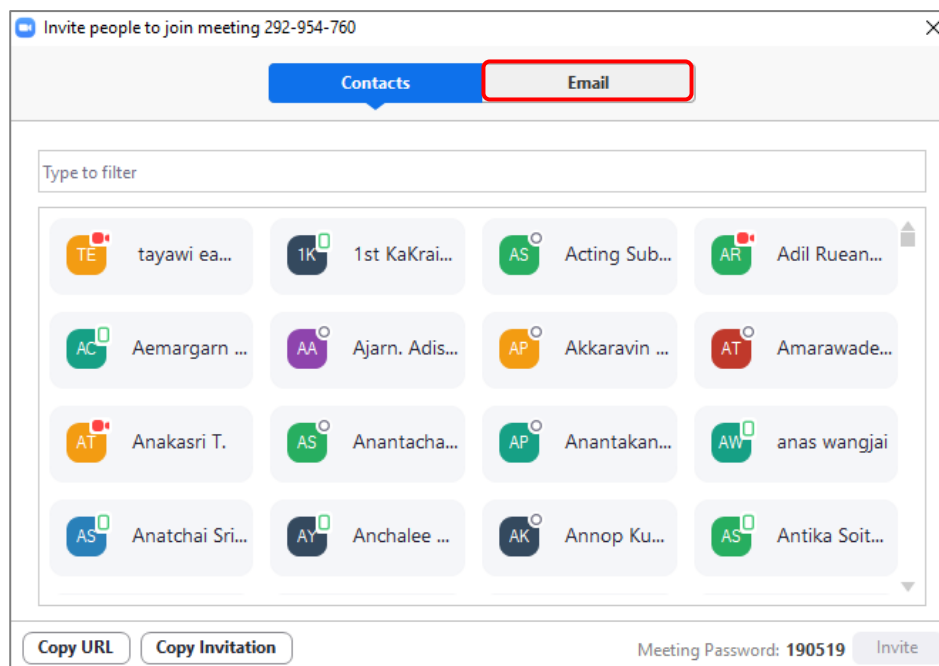 Invite people to join meeting 292-954-760
Contacts
Email
Type to filter
TE tayawi ea...
1K 1st KaKrai...
AS Acting Sub...
AR Adil Ruean...
AC Aemargarn ...
AA Ajarn. Adis...
AP Akkaravin ...
AT Amarawade...
AT Anakasri T.
AS Anantacha...
AP Anantakan...
AW anas wangjai
AS Anatchai Sri...
AY Anchalee ...
AK Annop Ku...
AS Antika Soit...
Copy URL
Copy Invitation
Meeting Password: 190519
Invite